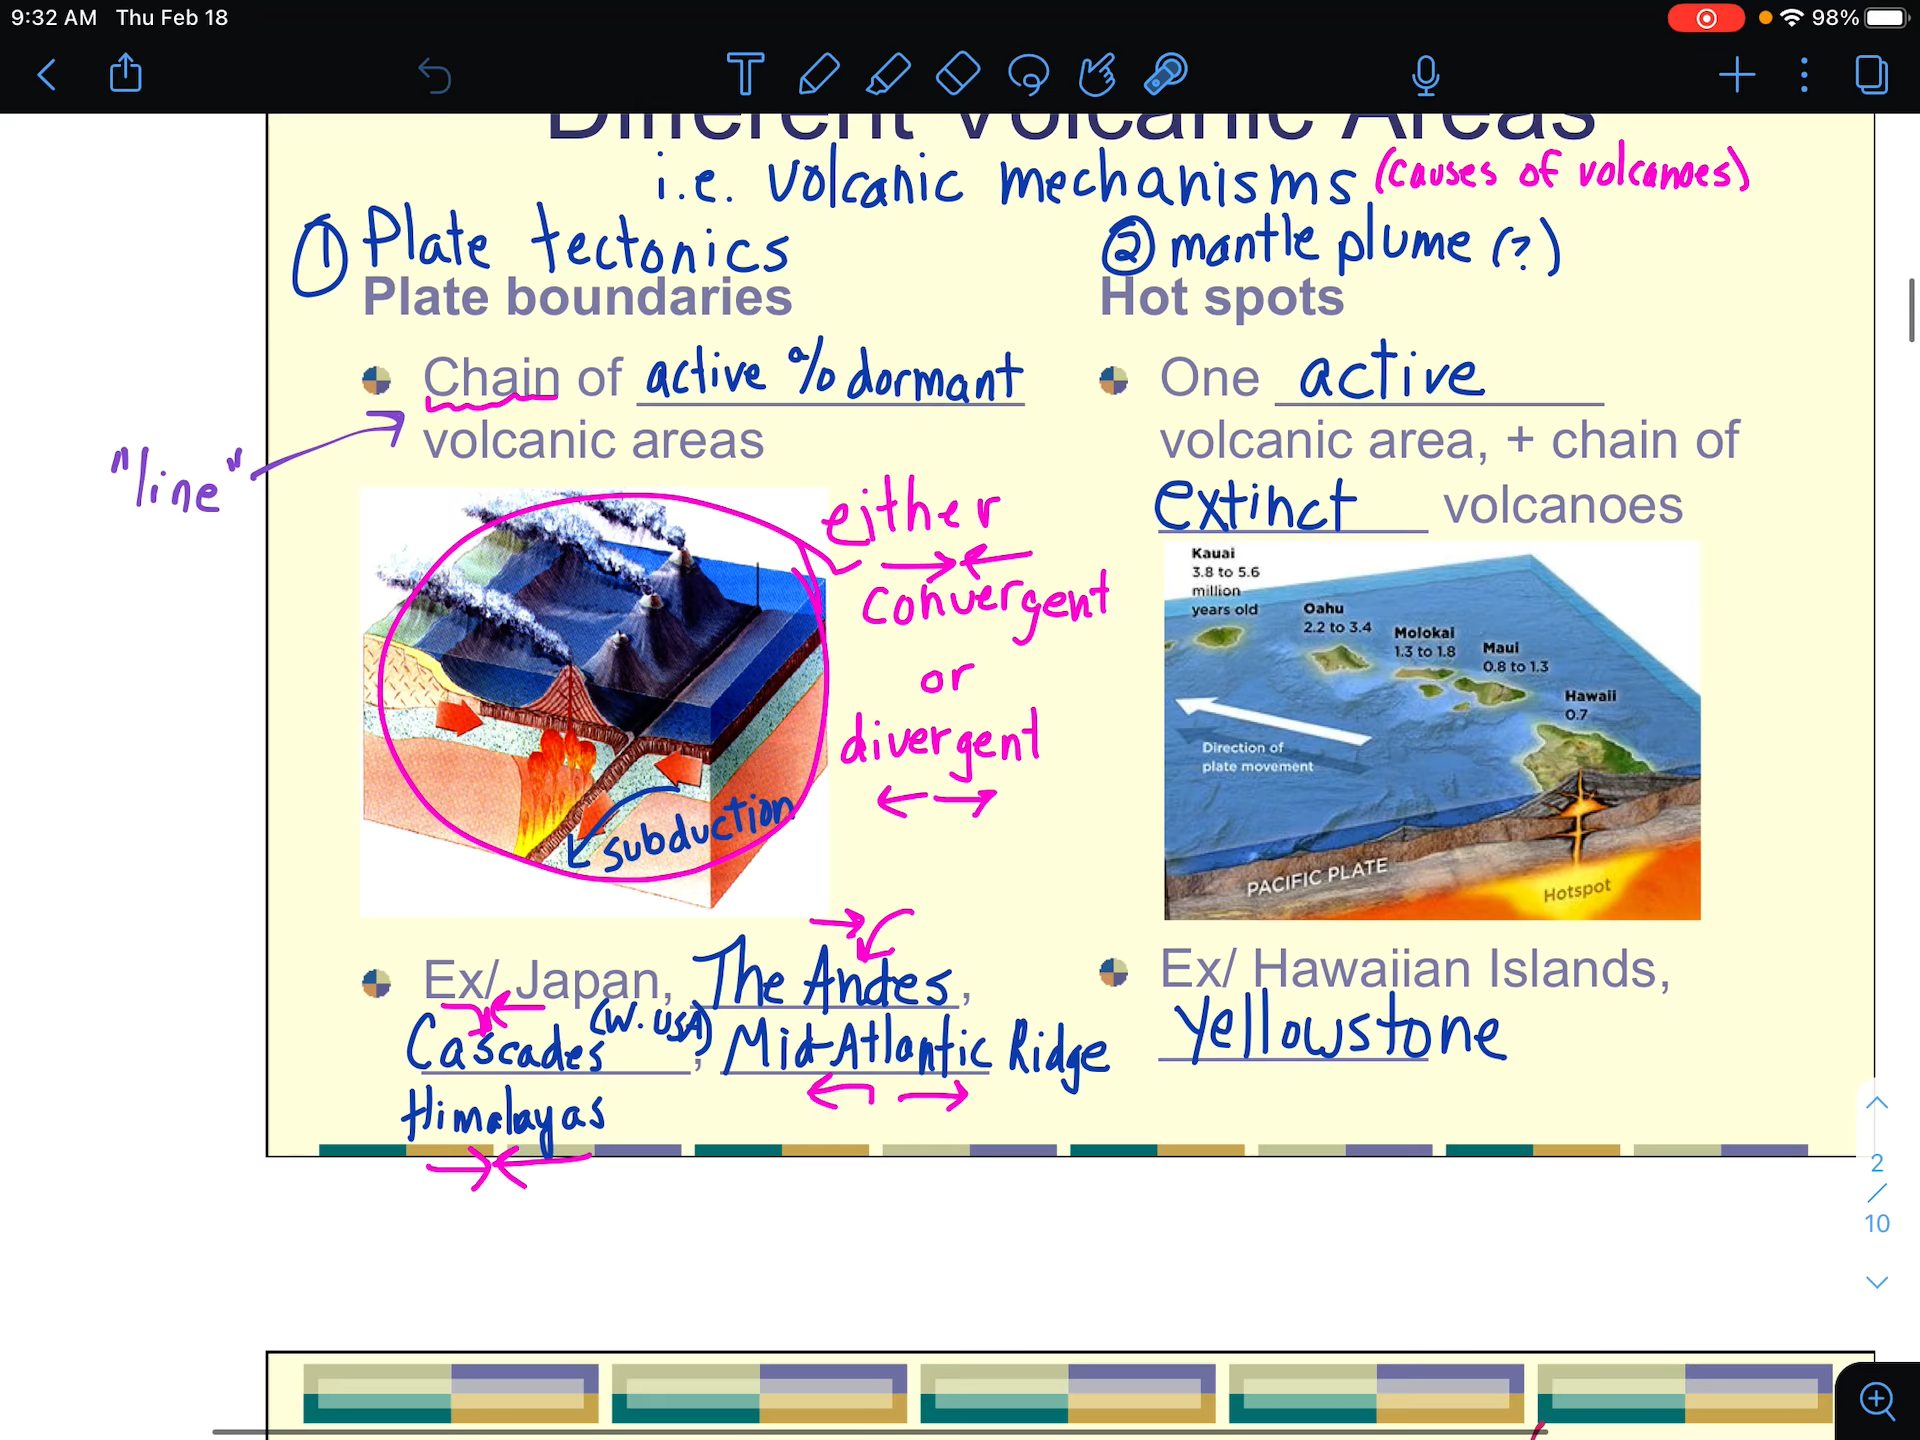 9:32 AM Thu Feb 18
98%
Different Volcanic Areas
i.e. volcanic mechanisms (causes of volcanoes)
① Plate tectonics
Plate boundaries
Chain of active %dormant
volcanic areas
"line"
either
convergent
or
divergent
subduction
Ex/ Japan, The Andes,
Cascades (W. USA), Mid-Atlantic Ridge
Himalayas
② mantle plume (?)
Hot spots
One active
volcanic area, + chain of
extinct volcanoes
Kauai
3.8 to 5.6
million
years old
Oahu
2.2 to 3.4
Molokai
1.3 to 1.8
Maui
0.8 to 1.3
Hawaii
0.7
Direction of
plate movement
PACIFIC PLATE
Hotspot
Ex/ Hawaiian Islands,
Yellowstone
2
/
10